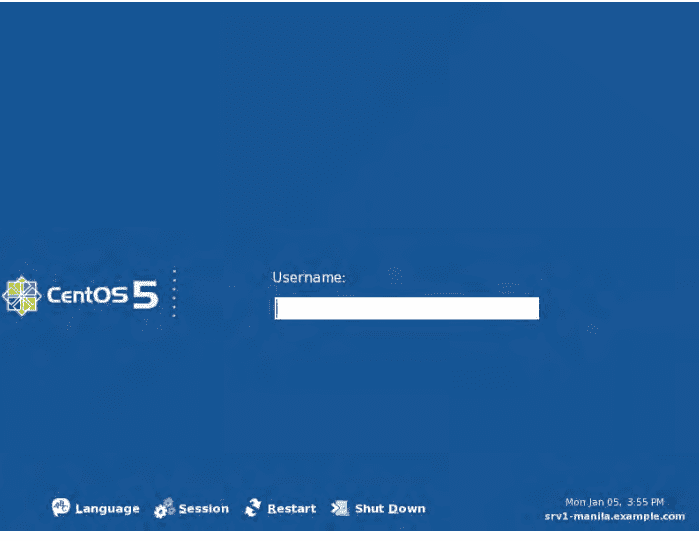 Username:
CentOS 5
Language Session Restart Shut Down
Mon Jan 05, 3:55 PM
srv1-manila.example.com